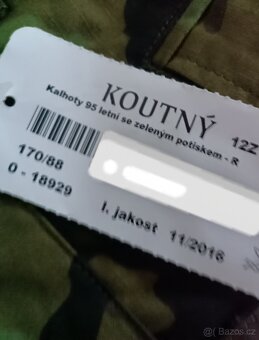 KOUTNÝ
Kalhoty 95 letní se zeleným potiskem - R
12Z
170/88
0 - 18929
I. jakost 11/2016
© Bazos.cz